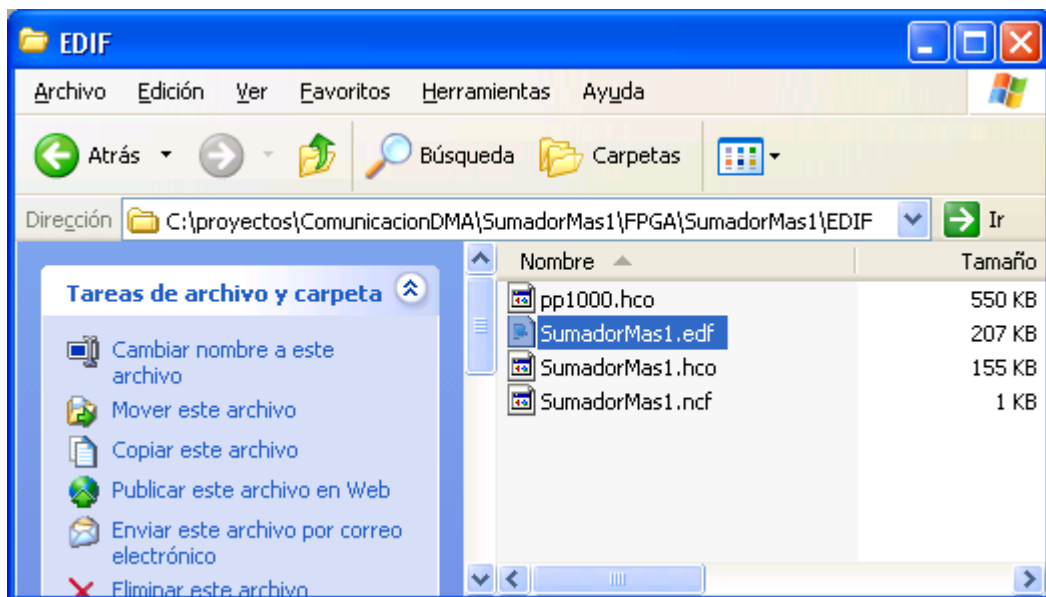 EDIF
Archivo Edición Ver Favoritos Herramientas Ayuda
Atrás Búsqueda Carpetas
Dirección C:\proyectos\ComunicacionDMA\SumadorMas1\FPGA\SumadorMas1\EDIF Ir
Tareas de archivo y carpeta
Cambiar nombre a este
archivo
Mover este archivo
Copiar este archivo
Publicar este archivo en Web
Enviar este archivo por correo
electrónico
Eliminar este archivo
Nombre Tamaño
pp1000.hco 550 KB
SumadorMas1.edf 207 KB
SumadorMas1.hco 155 KB
SumadorMas1.ncf 1 KB